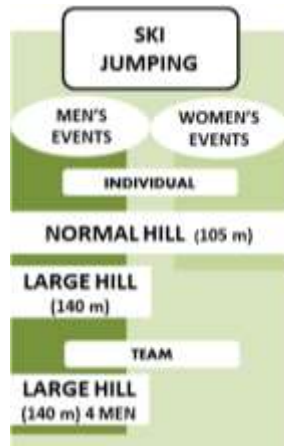 SKI
JUMPING
MEN'S
EVENTS
WOMEN'S
EVENTS
INDIVIDUAL
NORMAL HILL (105 m)
LARGE HILL
(140 m)
TEAM
LARGE HILL
(140 m) 4 MEN